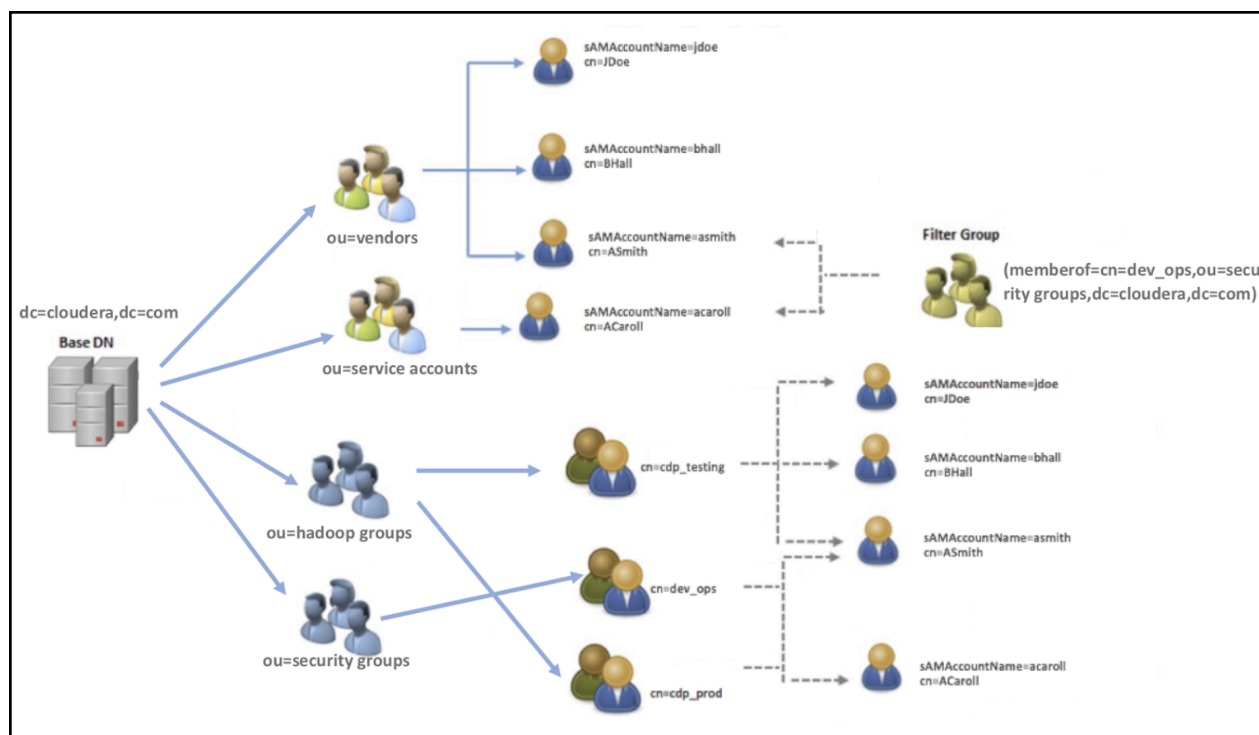 sAMAccountName=jdoe
cn=JDoe
sAMAccountName=bhall
cn=BHall
ou=vendors
sAMAccountName=asmith
cn=ASmith
Filter Group
(memberof=cn=dev_ops,ou=secu
rity groups,dc=cloudera,dc=com)
dc=cloudera,dc=com
Base DN
sAMAccountName=acaroll
cn=ACaroll
ou=service accounts
sAMAccountName=jdoe
cn=JDoe
cn=cdp_testing
sAMAccountName=bhall
cn=BHall
ou=hadoop groups
sAMAccountName=asmith
cn=ASmith
cn=dev_ops
ou=security groups
sAMAccountName=acaroll
cn=ACaroll
cn=cdp_prod